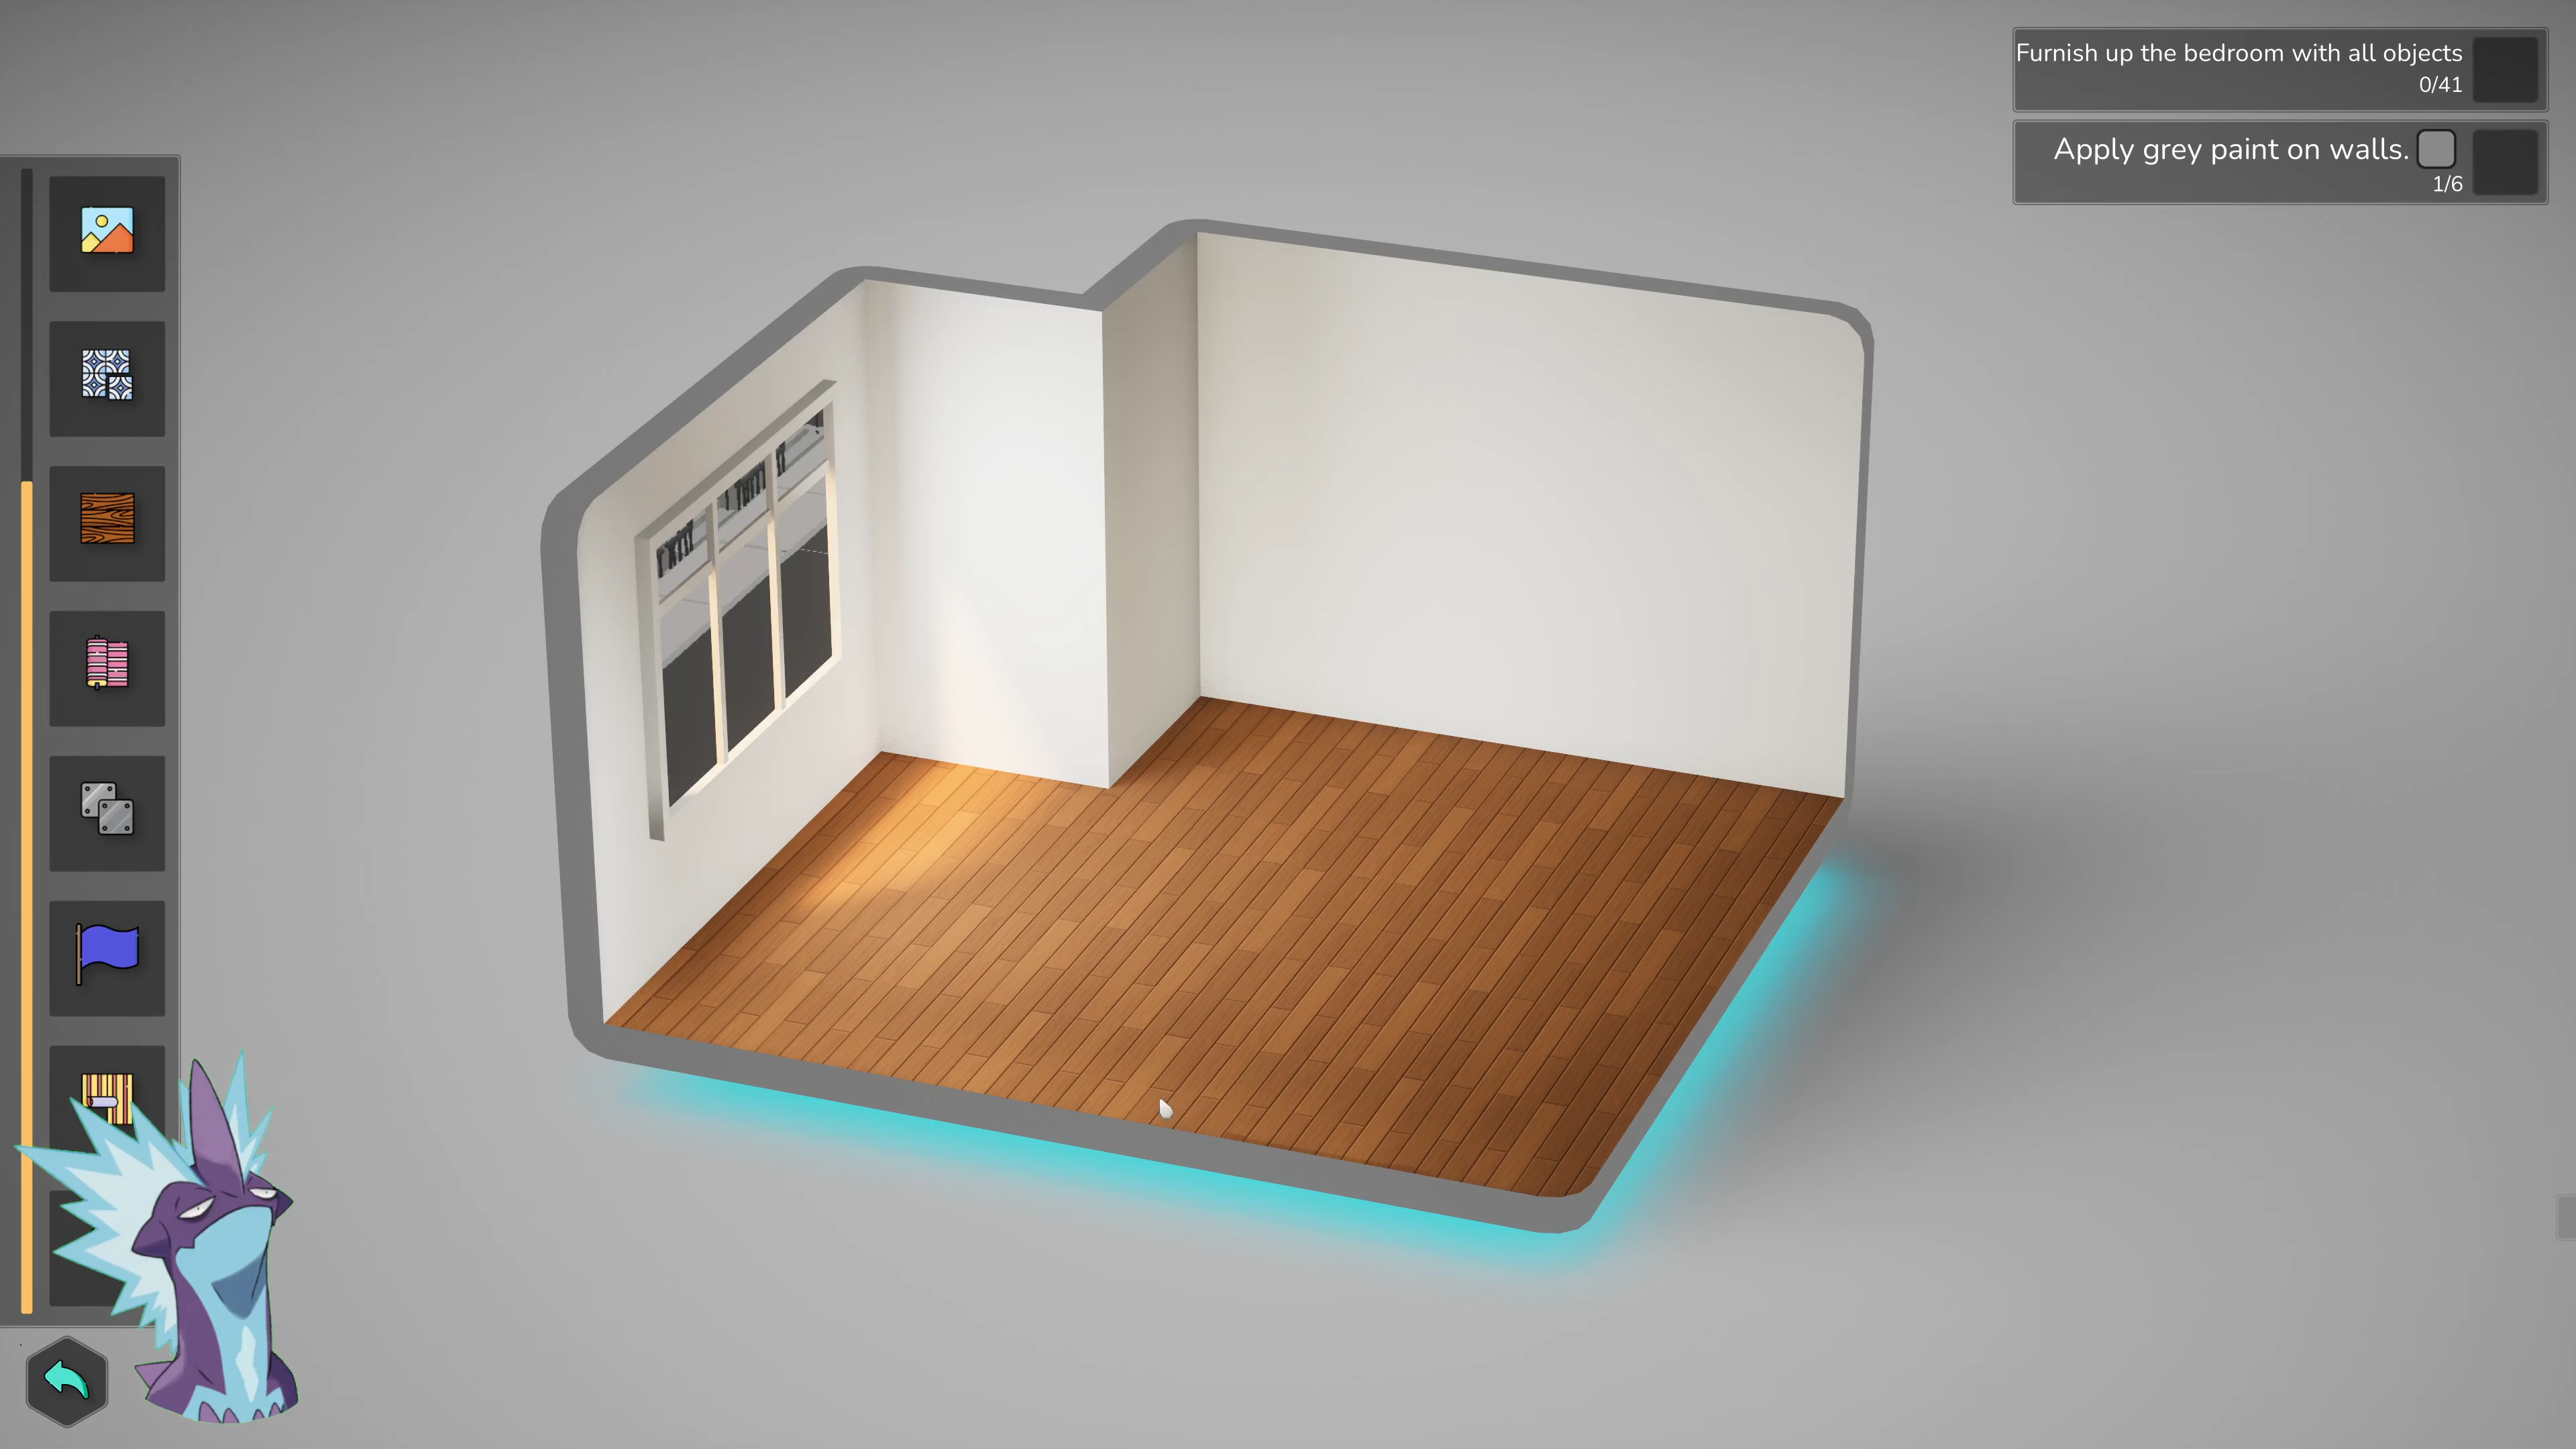 Furnish up the bedroom with all objects
0/41
Apply grey paint on walls.
1/6